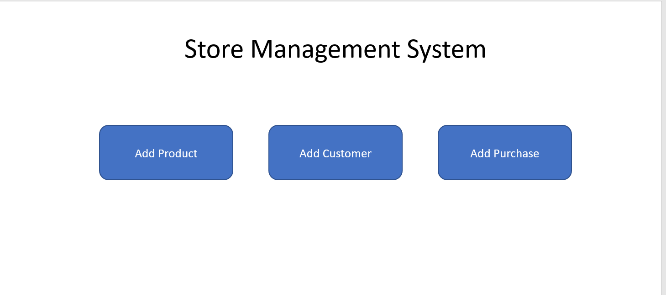 Store Management System
Add Product
Add Customer
Add Purchase